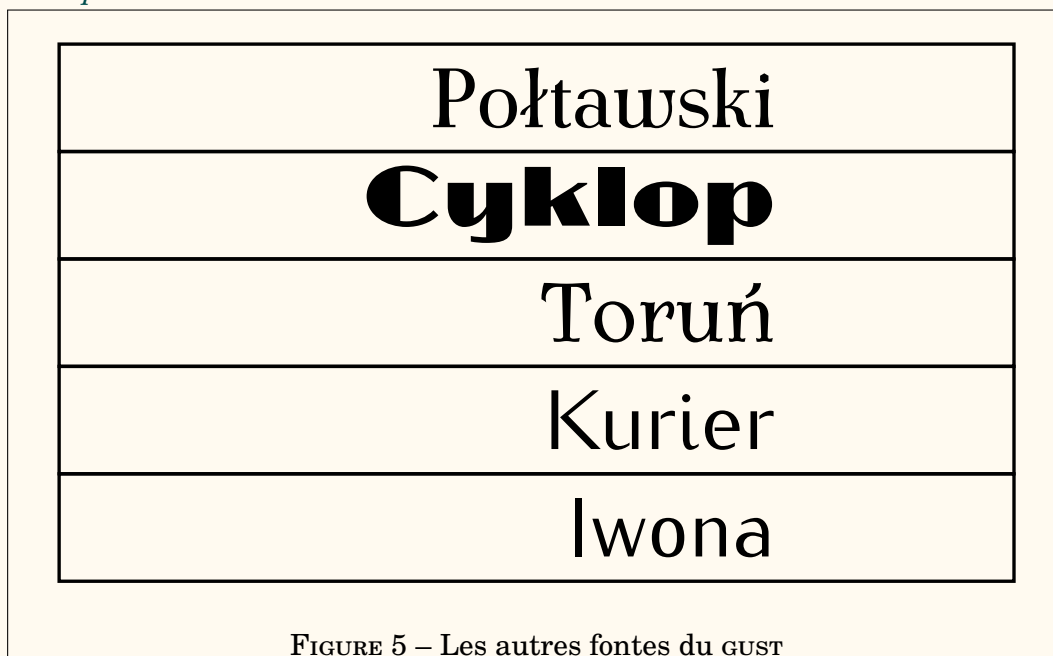 Połtawski
Cyklop
Toruń
Kurier
Iwona
FIGURE 5 – Les autres fontes du GUST